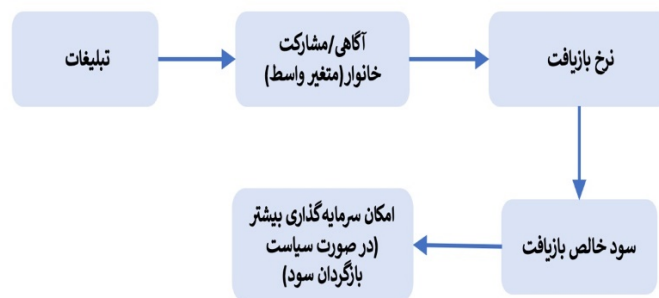 تبلیغات
آگاهی/مشارکت
خانوار(متغیر واسط)
نرخ بازیافت
سود خالص بازیافت
امکان سرمایه‌گذاری بیشتر
(در صورت سیاست
بازگردان سود)